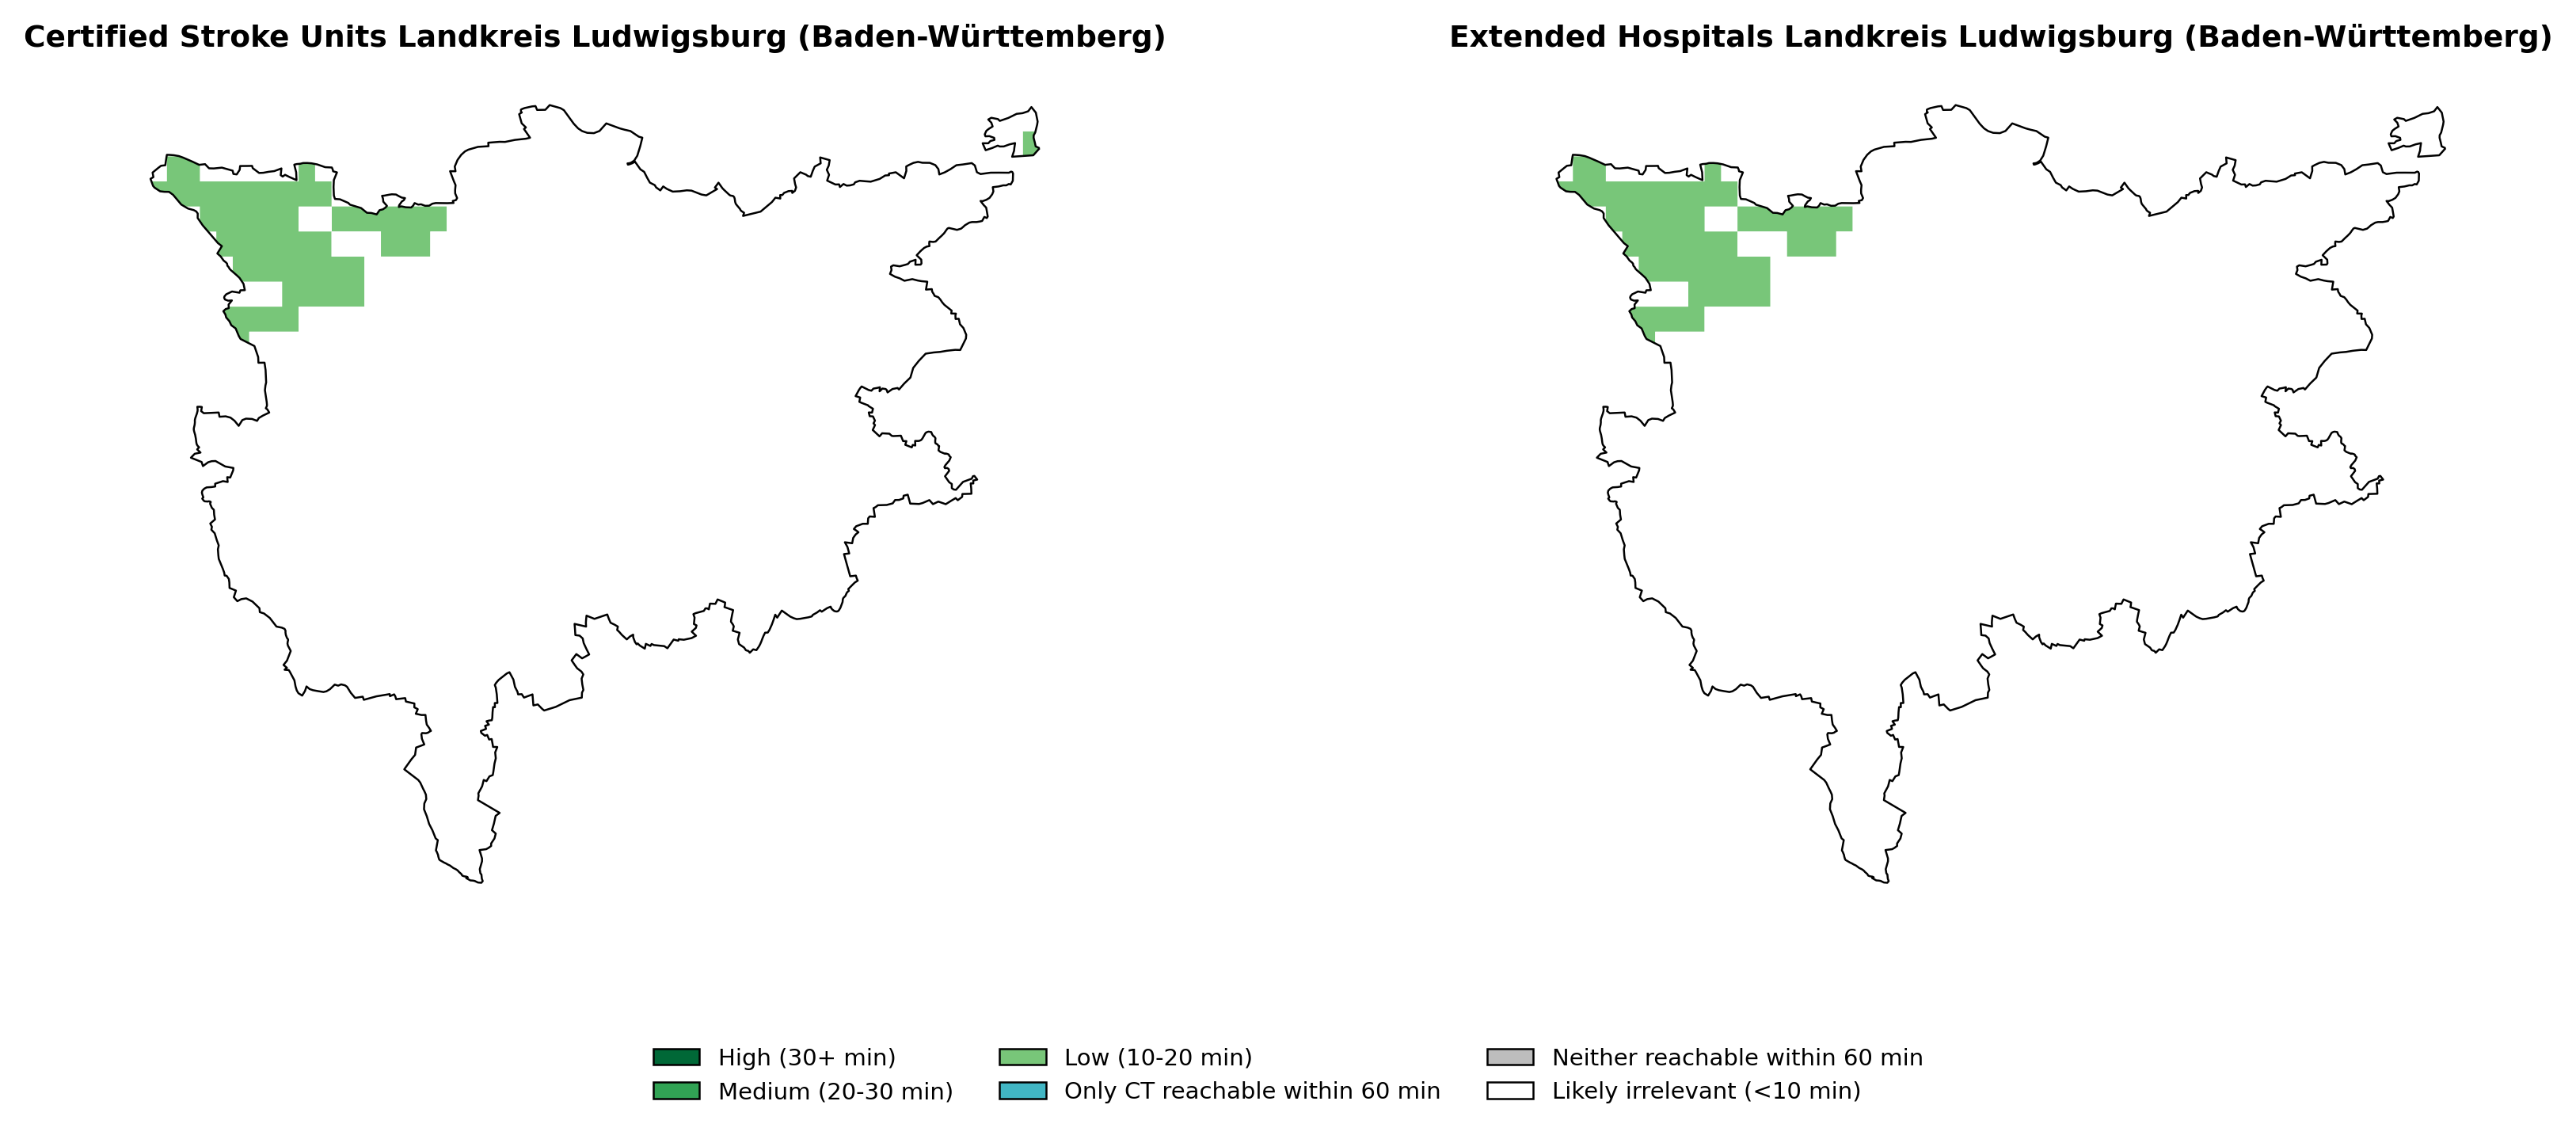 Certified Stroke Units Landkreis Ludwigsburg (Baden-Württemberg)
Extended Hospitals Landkreis Ludwigsburg (Baden-Württemberg)
High (30+ min)
Medium (20-30 min)
Low (10-20 min)
Only CT reachable within 60 min
Neither reachable within 60 min
Likely irrelevant (<10 min)